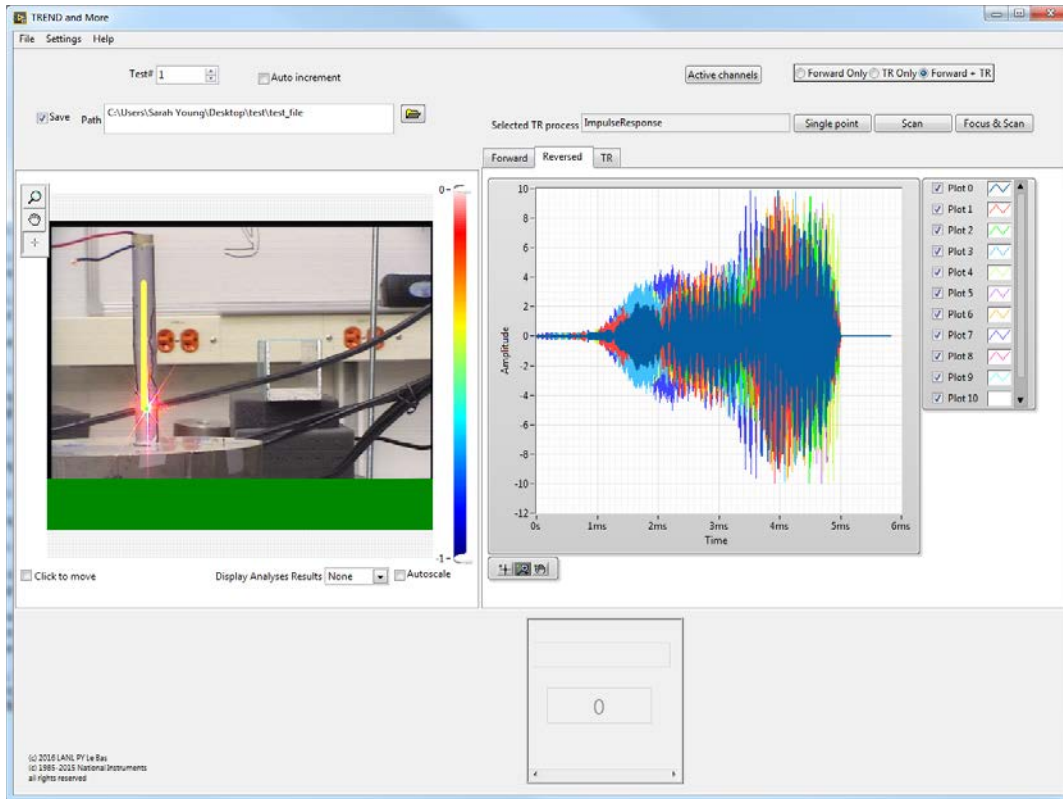 TREND and More
File Settings Help
Test# 1
Auto increment
Active channels
Forward Only TR Only Forward + TR
Save Path C:\Users\Sarah Young\Desktop\test\test_file
Selected TR process ImpulseResponse Single point Scan Focus & Scan
Forward Reversed TR
0
-1
Click to move Display Analyses Results None Autoscale
Amplitude
10
8
6
4
2
0
-2
-4
-6
-8
-10
-12
0s 1ms 2ms 3ms 4ms 5ms 6ms
Time
Plot 0
Plot 1
Plot 2
Plot 3
Plot 4
Plot 5
Plot 6
Plot 7
Plot 8
Plot 9
Plot 10
0
(c) 2016 LANL PY Le Bas
(c) 1985-2015 National Instruments
all rights reserved